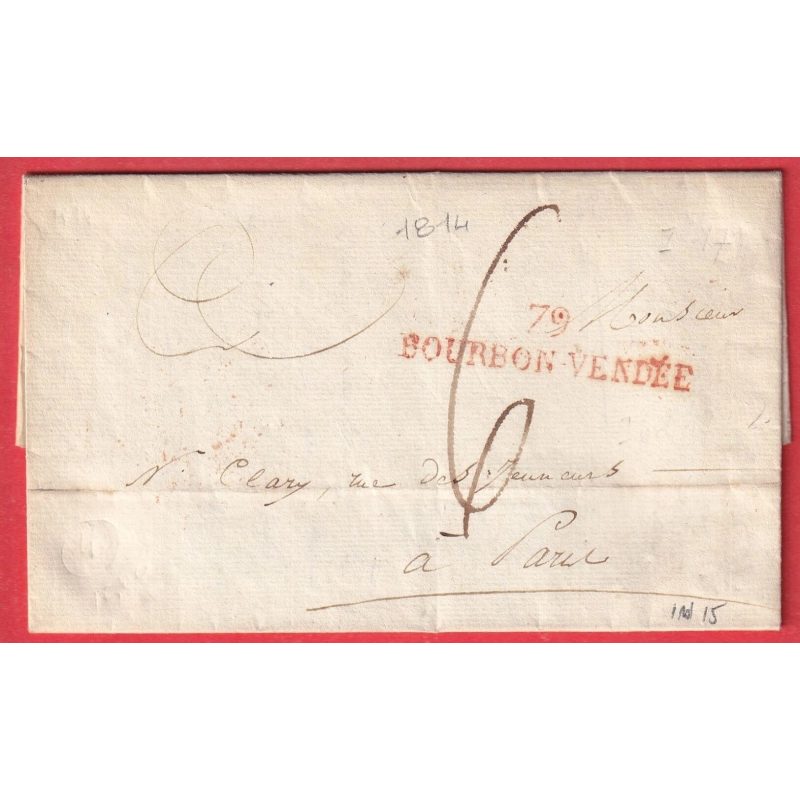 1814
79
BOURBON-VENDÉE
Monsieur
6
N. Clary, rue des Jeuneurs
à Paris
IN 15